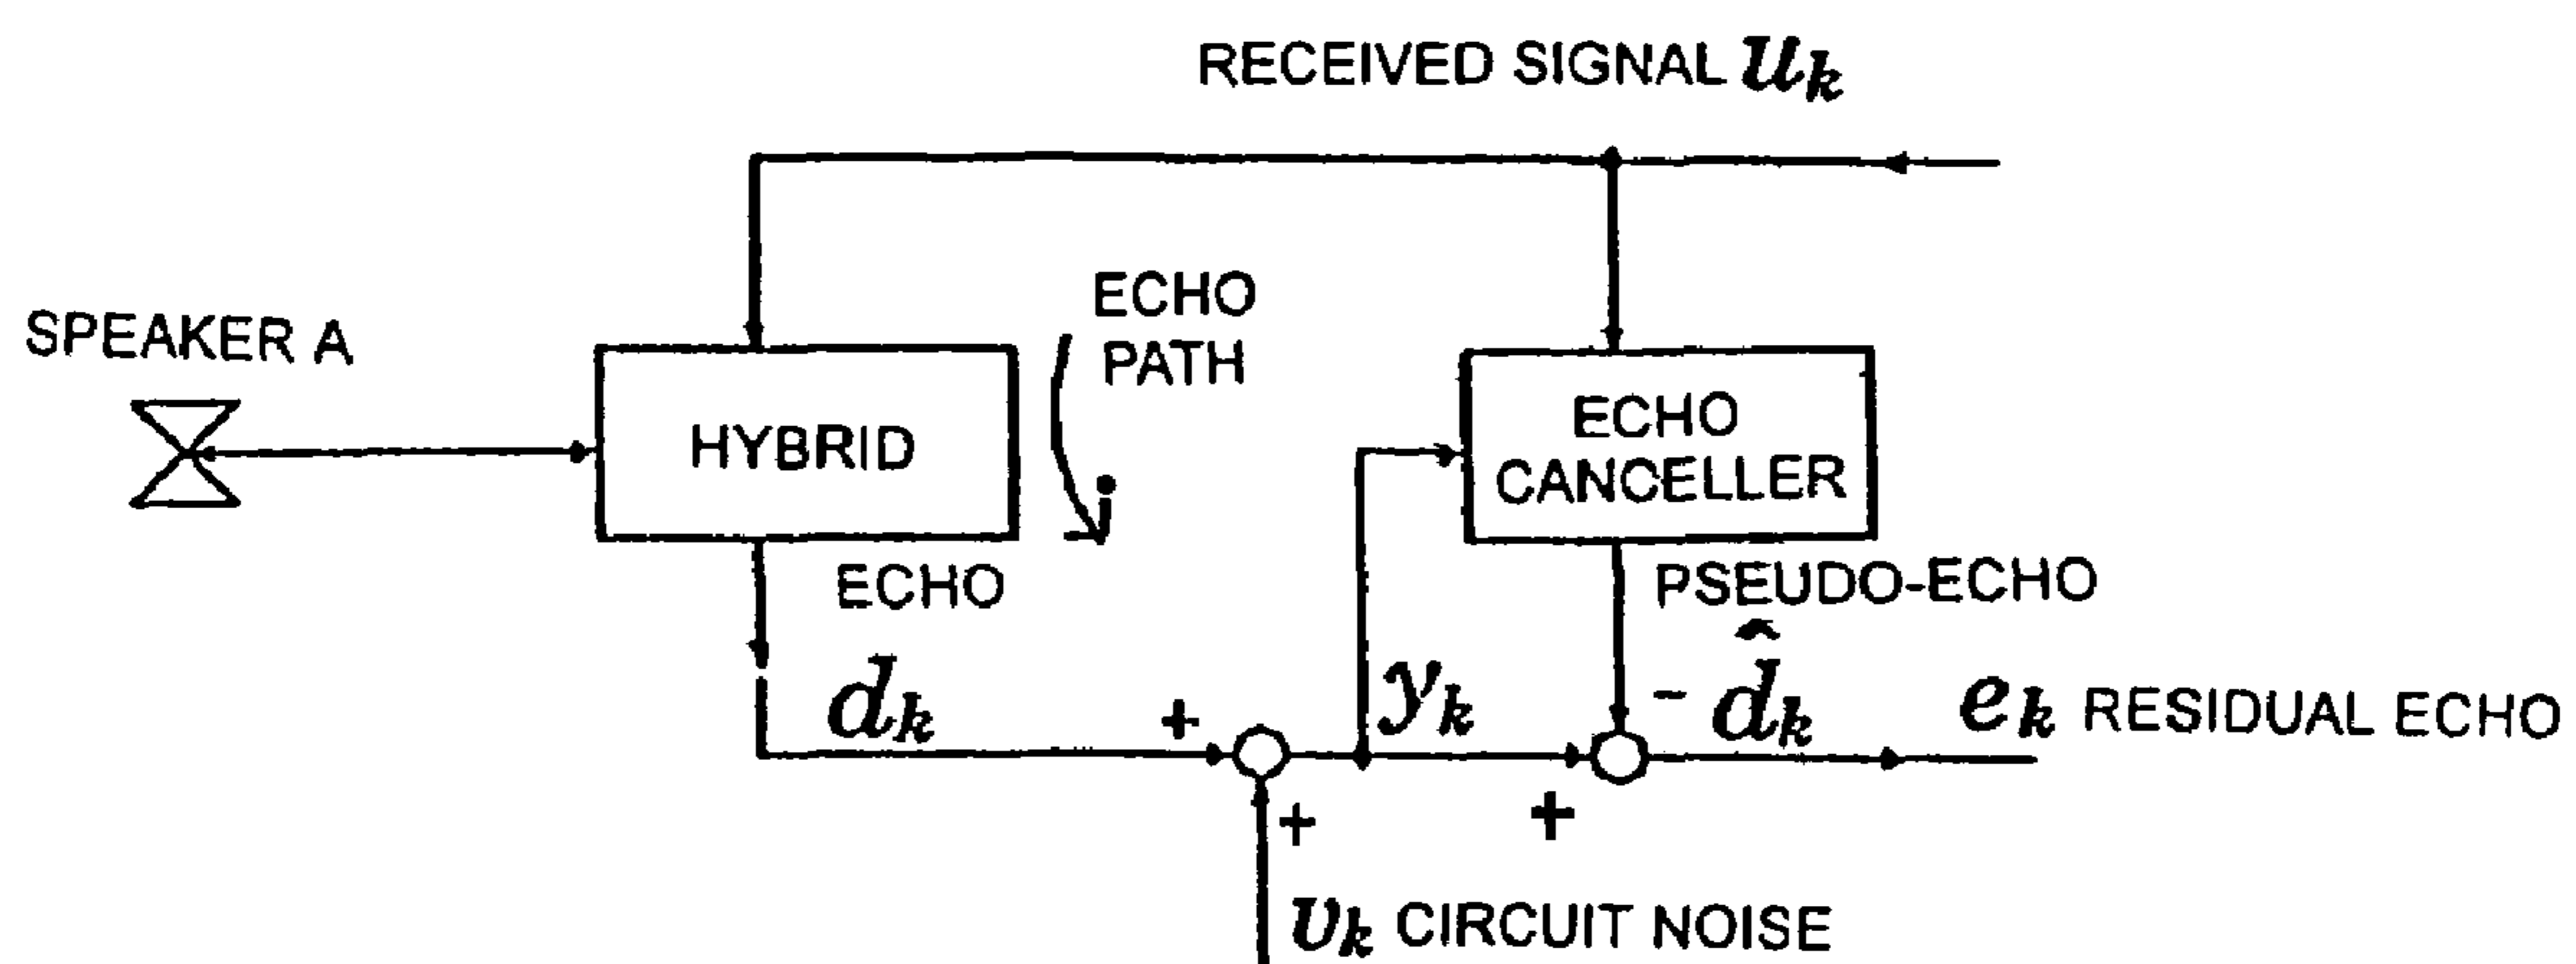 RECEIVED SIGNAL uₖ
ECHO
PATH
SPEAKER A
HYBRID
ECHO
CANCELLER
ECHO
PSEUDO-ECHO
dₖ
+
yₖ
- d̂ₖ
eₖ RESIDUAL ECHO
+
+
vₖ CIRCUIT NOISE